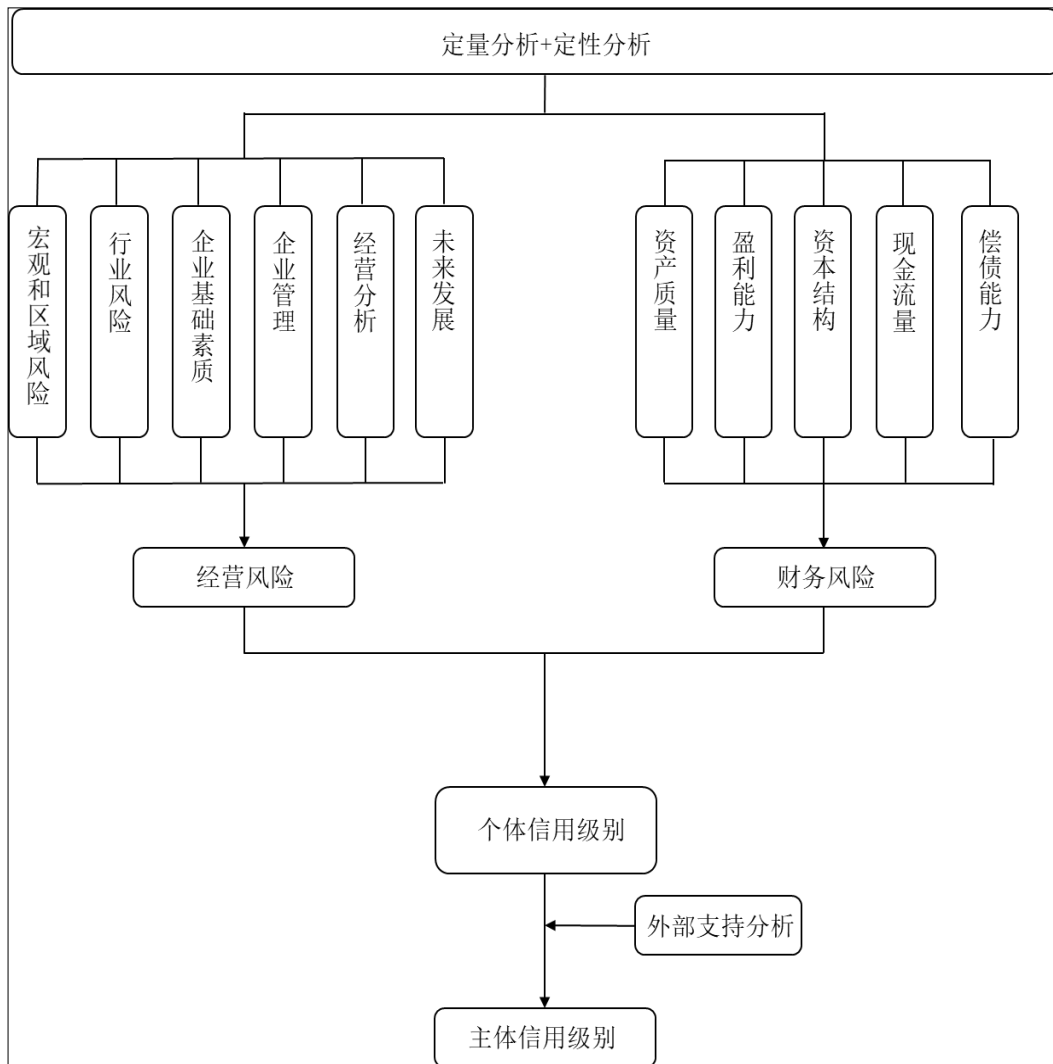 定量分析+定性分析
宏观和区域风险
行业风险
企业基础素质
企业管理
经营分析
未来发展
资产质量
盈利能力
资本结构
现金流量
偿债能力
经营风险
财务风险
个体信用级别
外部支持分析
主体信用级别